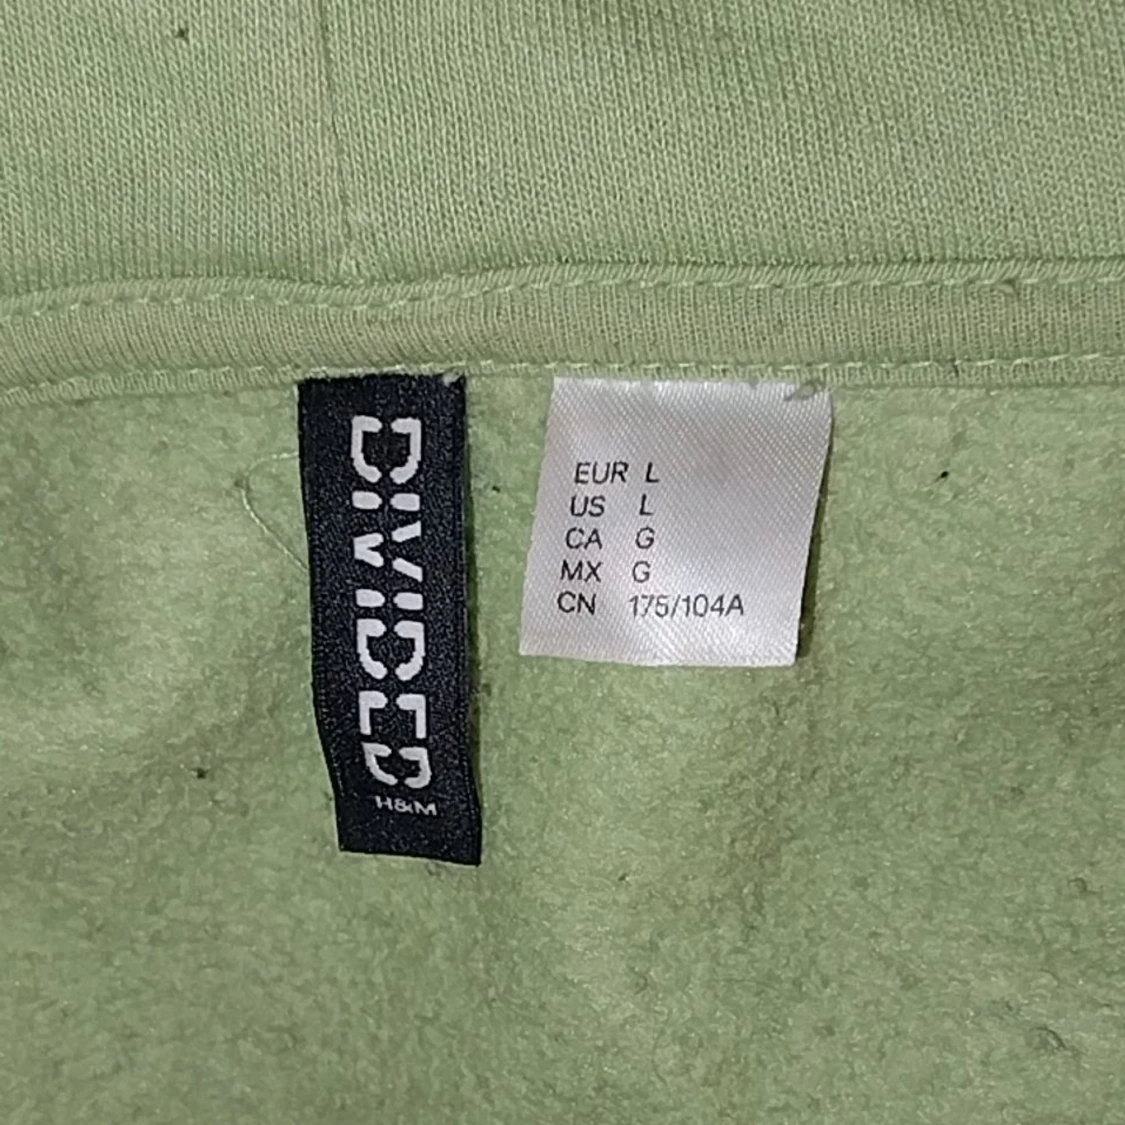 DIVIDED
H&M
EUR L
US L
CA G
MX G
CN 175/104A